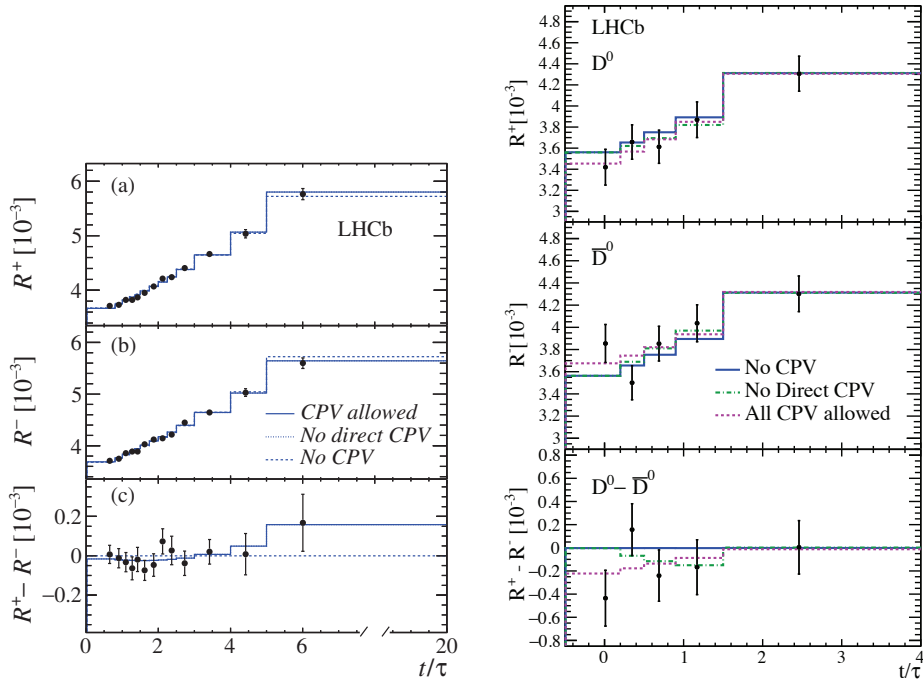 (a)
LHCb
R⁺ [10⁻³]
6
5
4
(b)
R⁻ [10⁻³]
6
5
4
CPV allowed
No direct CPV
No CPV
(c)
R⁺− R⁻ [10⁻³]
0.2
0
−0.2
0 2 4 6 20
t/τ
LHCb
D⁰
R⁺[10⁻³]
4.8
4.6
4.4
4.2
4
3.8
3.6
3.4
3.2
3
D̅⁰
R⁻[10⁻³]
4.8
4.6
4.4
4.2
4
3.8
3.6
3.4
3.2
3
No CPV
No Direct CPV
All CPV allowed
D⁰− D̅⁰
R⁺ - R⁻ [10⁻³]
0.8
0.6
0.4
0.2
0
-0.2
-0.4
-0.6
-0.8
0 1 2 3 4
t/τ